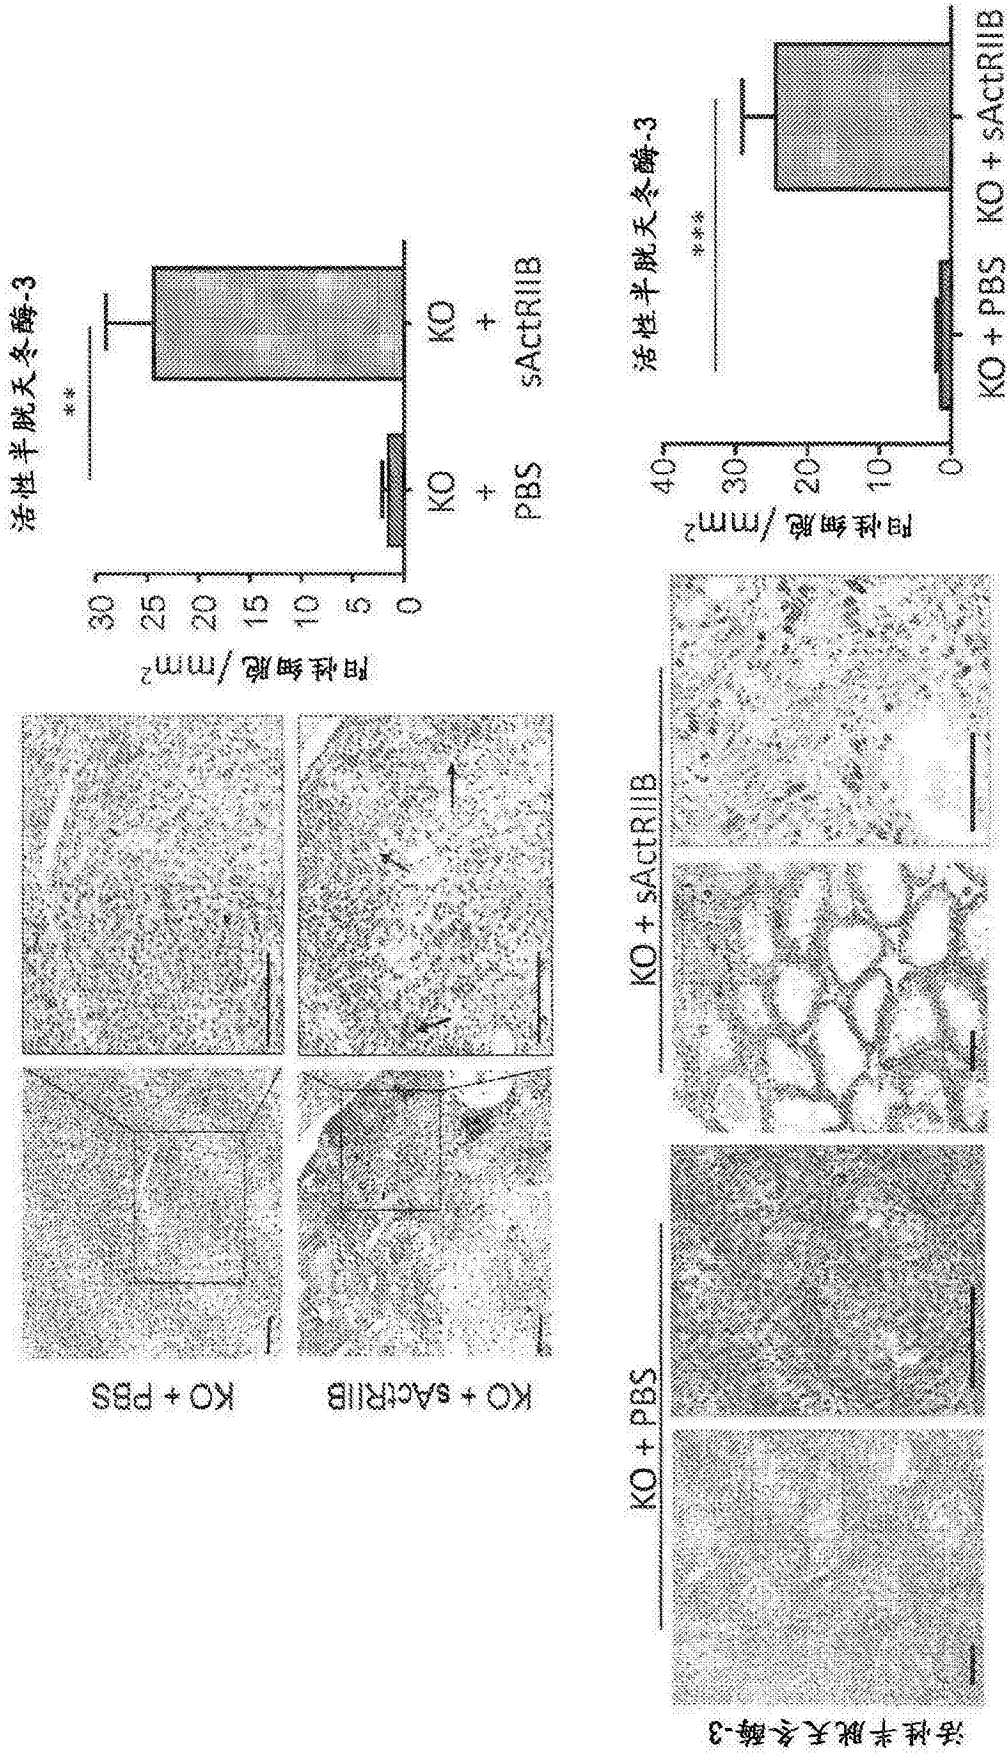 KO + PBS
KO + sActRIIB
活性半胱天冬酶-3
**
阳性细胞/mm²
30
25
20
15
10
5
0
KO
+
PBS
KO
+
sActRIIB
活性半胱天冬酶-3
KO + PBS
KO + sActRIIB
活性半胱天冬酶-3
***
阳性细胞/mm²
40
30
20
10
0
KO + PBS
KO + sActRIIB